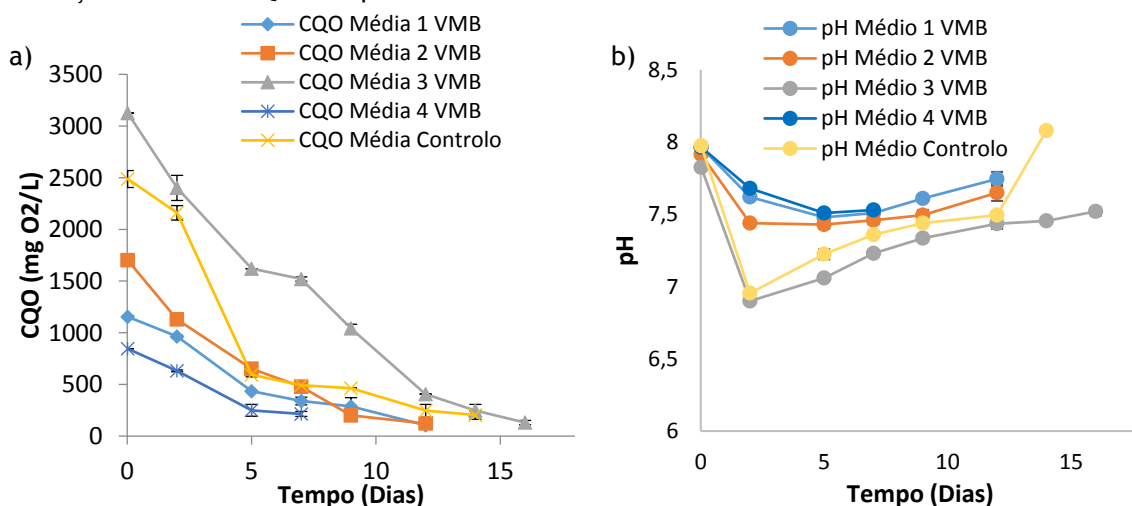 a)
CQO Média 1 VMB
CQO Média 2 VMB
CQO Média 3 VMB
CQO Média 4 VMB
CQO Média Controlo
3500
3000
2500
2000
1500
1000
500
0
CQO (mg O2/L)
0
5
10
15
Tempo (Dias)
b)
pH Médio 1 VMB
pH Médio 2 VMB
pH Médio 3 VMB
pH Médio 4 VMB
pH Médio Controlo
8,5
8
7,5
7
6,5
6
pH
0
5
10
15
Tempo (Dias)